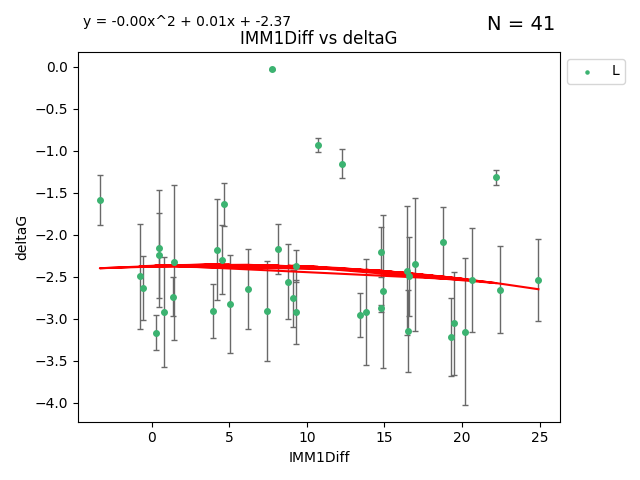 y = -0.00x^2 + 0.01x + -2.37
N = 41
IMM1Diff vs deltaG
L
0.0
−0.5
−1.0
−1.5
−2.0
−2.5
−3.0
−3.5
−4.0
deltaG
0 5 10 15 20 25
IMM1Diff